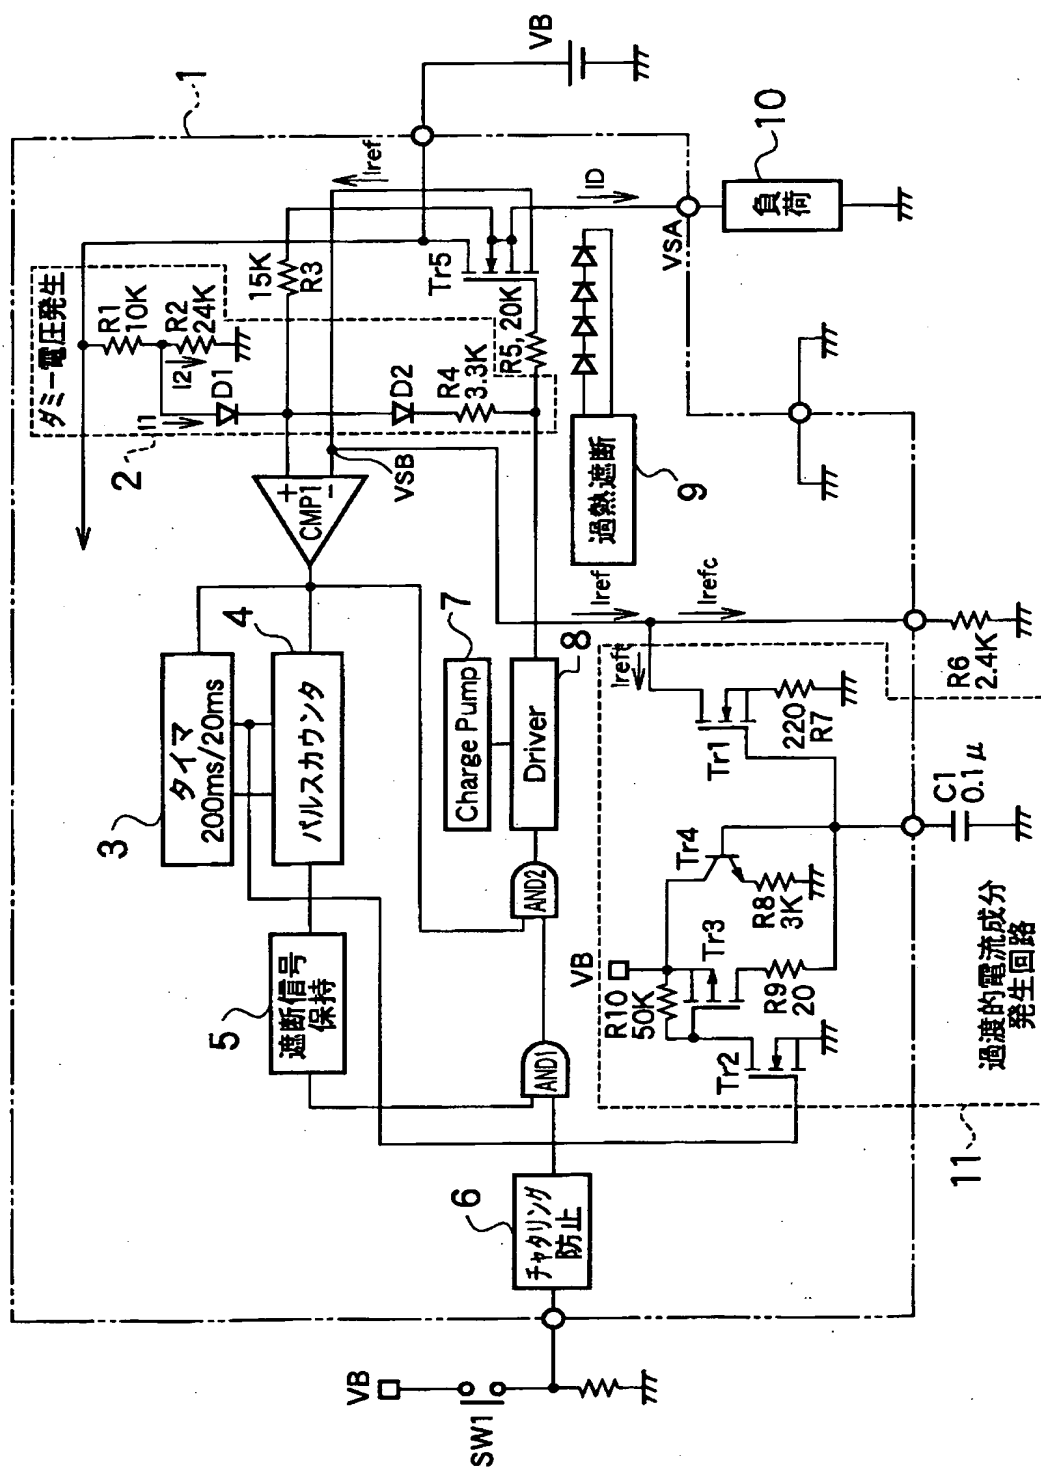 1
VB
ダミー電圧発生
R1
10K
R2
24K
I2
I1
D1
2
15K
R3
Iref
Tr5
ID
VSA
10
負荷
D2
R4
3.3K
R5, 20K
+
CMP1
-
VSB
過熱遮断
9
3
タイマ
200ms/20ms
4
パルスカウンタ
5
遮断信号
保持
7
Charge Pump
8
Driver
AND2
AND1
6
チャタリング
防止
VB
SW1
Iref
Irefc
Ireft
R6
2.4K
Tr1
220
R7
Tr4
R8
3K
VB
R10
50K
Tr3
R9
20
Tr2
C1
0.1μ
過渡的電流成分
発生回路
11